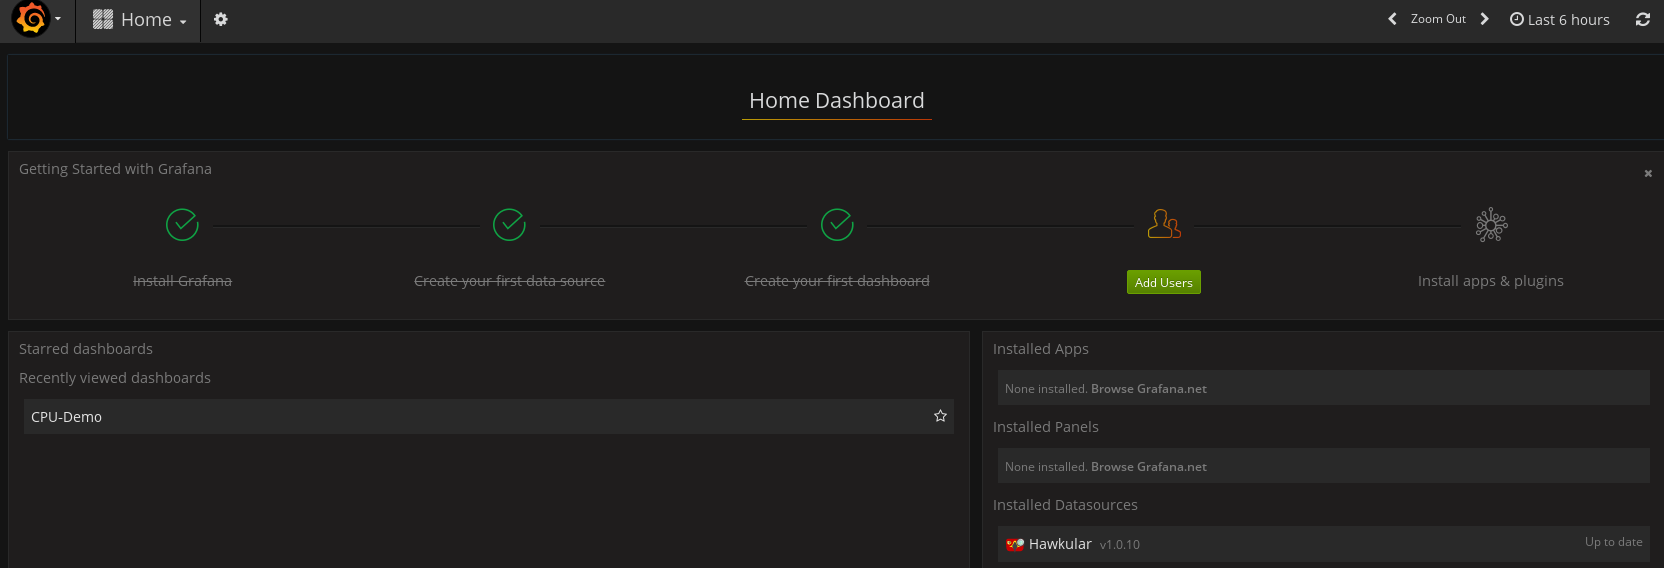 Home
Zoom Out
Last 6 hours
Home Dashboard
Getting Started with Grafana
Install Grafana
Create your first data source
Create your first dashboard
Add Users
Install apps & plugins
Starred dashboards
Recently viewed dashboards
CPU-Demo
Installed Apps
None installed. Browse Grafana.net
Installed Panels
None installed. Browse Grafana.net
Installed Datasources
Hawkular v1.0.10 Up to date